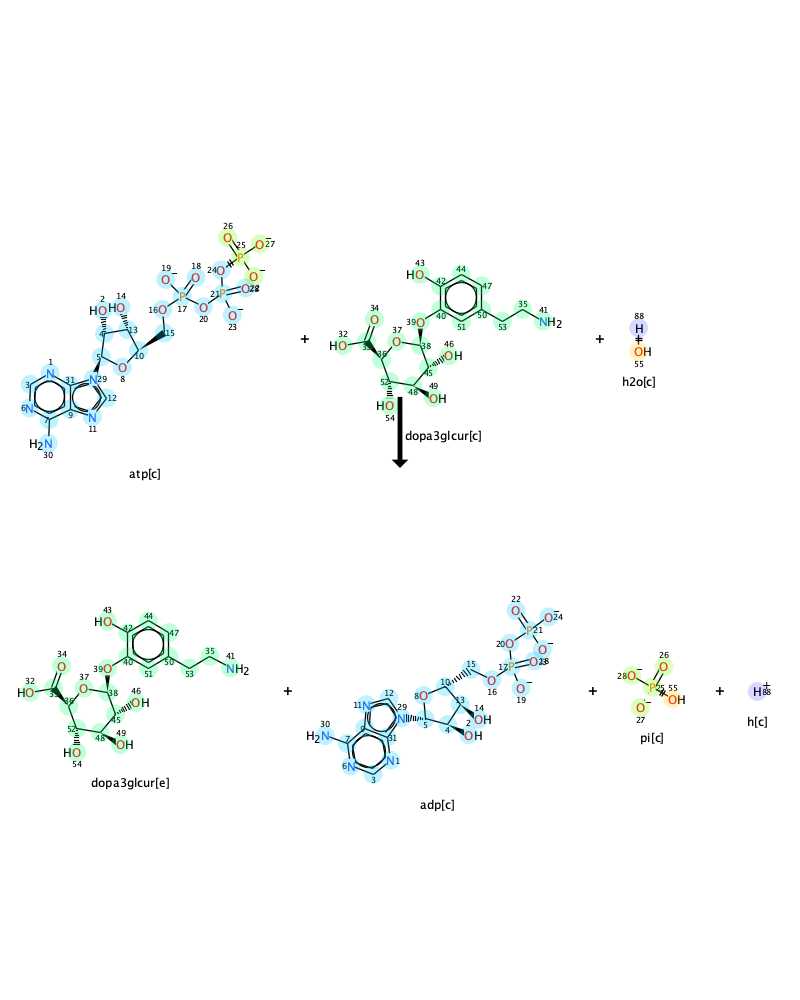 26
25
O
O⁻
27
P
19
O⁻
18
O
24
O
O⁻
2
14
HO HO
16
O
17
P
O
20
21
P
O
22
28
23
O⁻
4
13
15
5
O
8
10
+
1
N
3
31
29
N
12
6
N
7
9
N
11
H₂N
30
atp[c]
43
HO
44
42
47
40
51
50
53
35
41
NH₂
39
O
34
O
32
HO
33
36
37
O
38
46
OH
45
52
48
49
OH
HO
54
dopa3glcur[c]
+
88
H
OH
55
h2o[c]
43
HO
44
42
47
40
51
50
53
35
41
NH₂
39
O
34
O
32
HO
33
36
37
O
38
46
OH
45
52
48
49
OH
HO
54
dopa3glcur[e]
+
22
O
O⁻
24
P
21
20
O
O⁻
17
P
O
18
23
O⁻
19
15
O
16
10
8
O
13
14
OH
2
OH
4
5
12
11
N
29
N
30
H₂N
9
31
7
N
1
6
N
3
adp[c]
+
28
O⁻
26
O
P
25
55
OH
O⁻
27
pi[c]
+
H⁺
88
h[c]